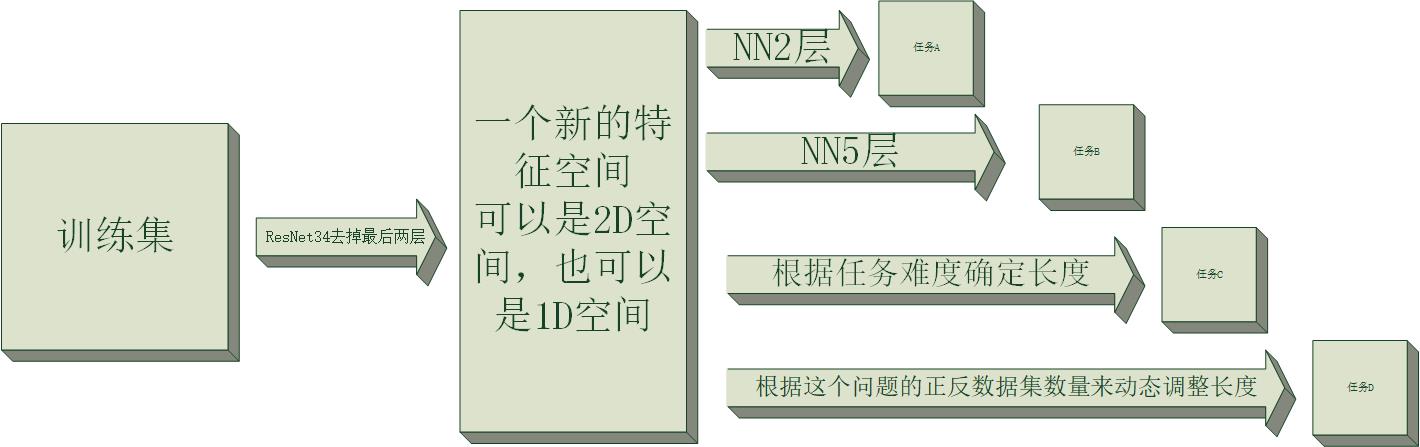 训练集
ResNet34去掉最后两层
一个新的特
征空间
可以是2D空
间，也可以
是1D空间
NN2层
任务A
NN5层
任务B
根据任务难度确定长度
任务C
根据这个问题的正反数据集数量来动态调整长度
任务D